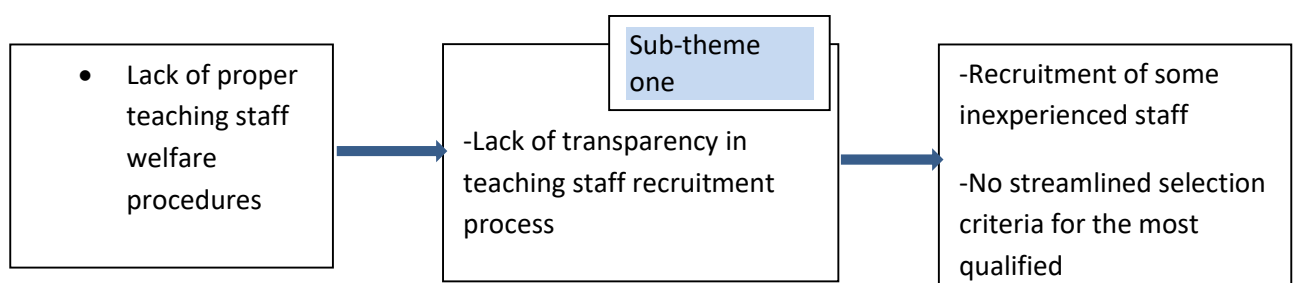 • Lack of proper
teaching staff
welfare
procedures
Sub-theme
one
-Lack of transparency in
teaching staff recruitment
process
-Recruitment of some
inexperienced staff
-No streamlined selection
criteria for the most
qualified